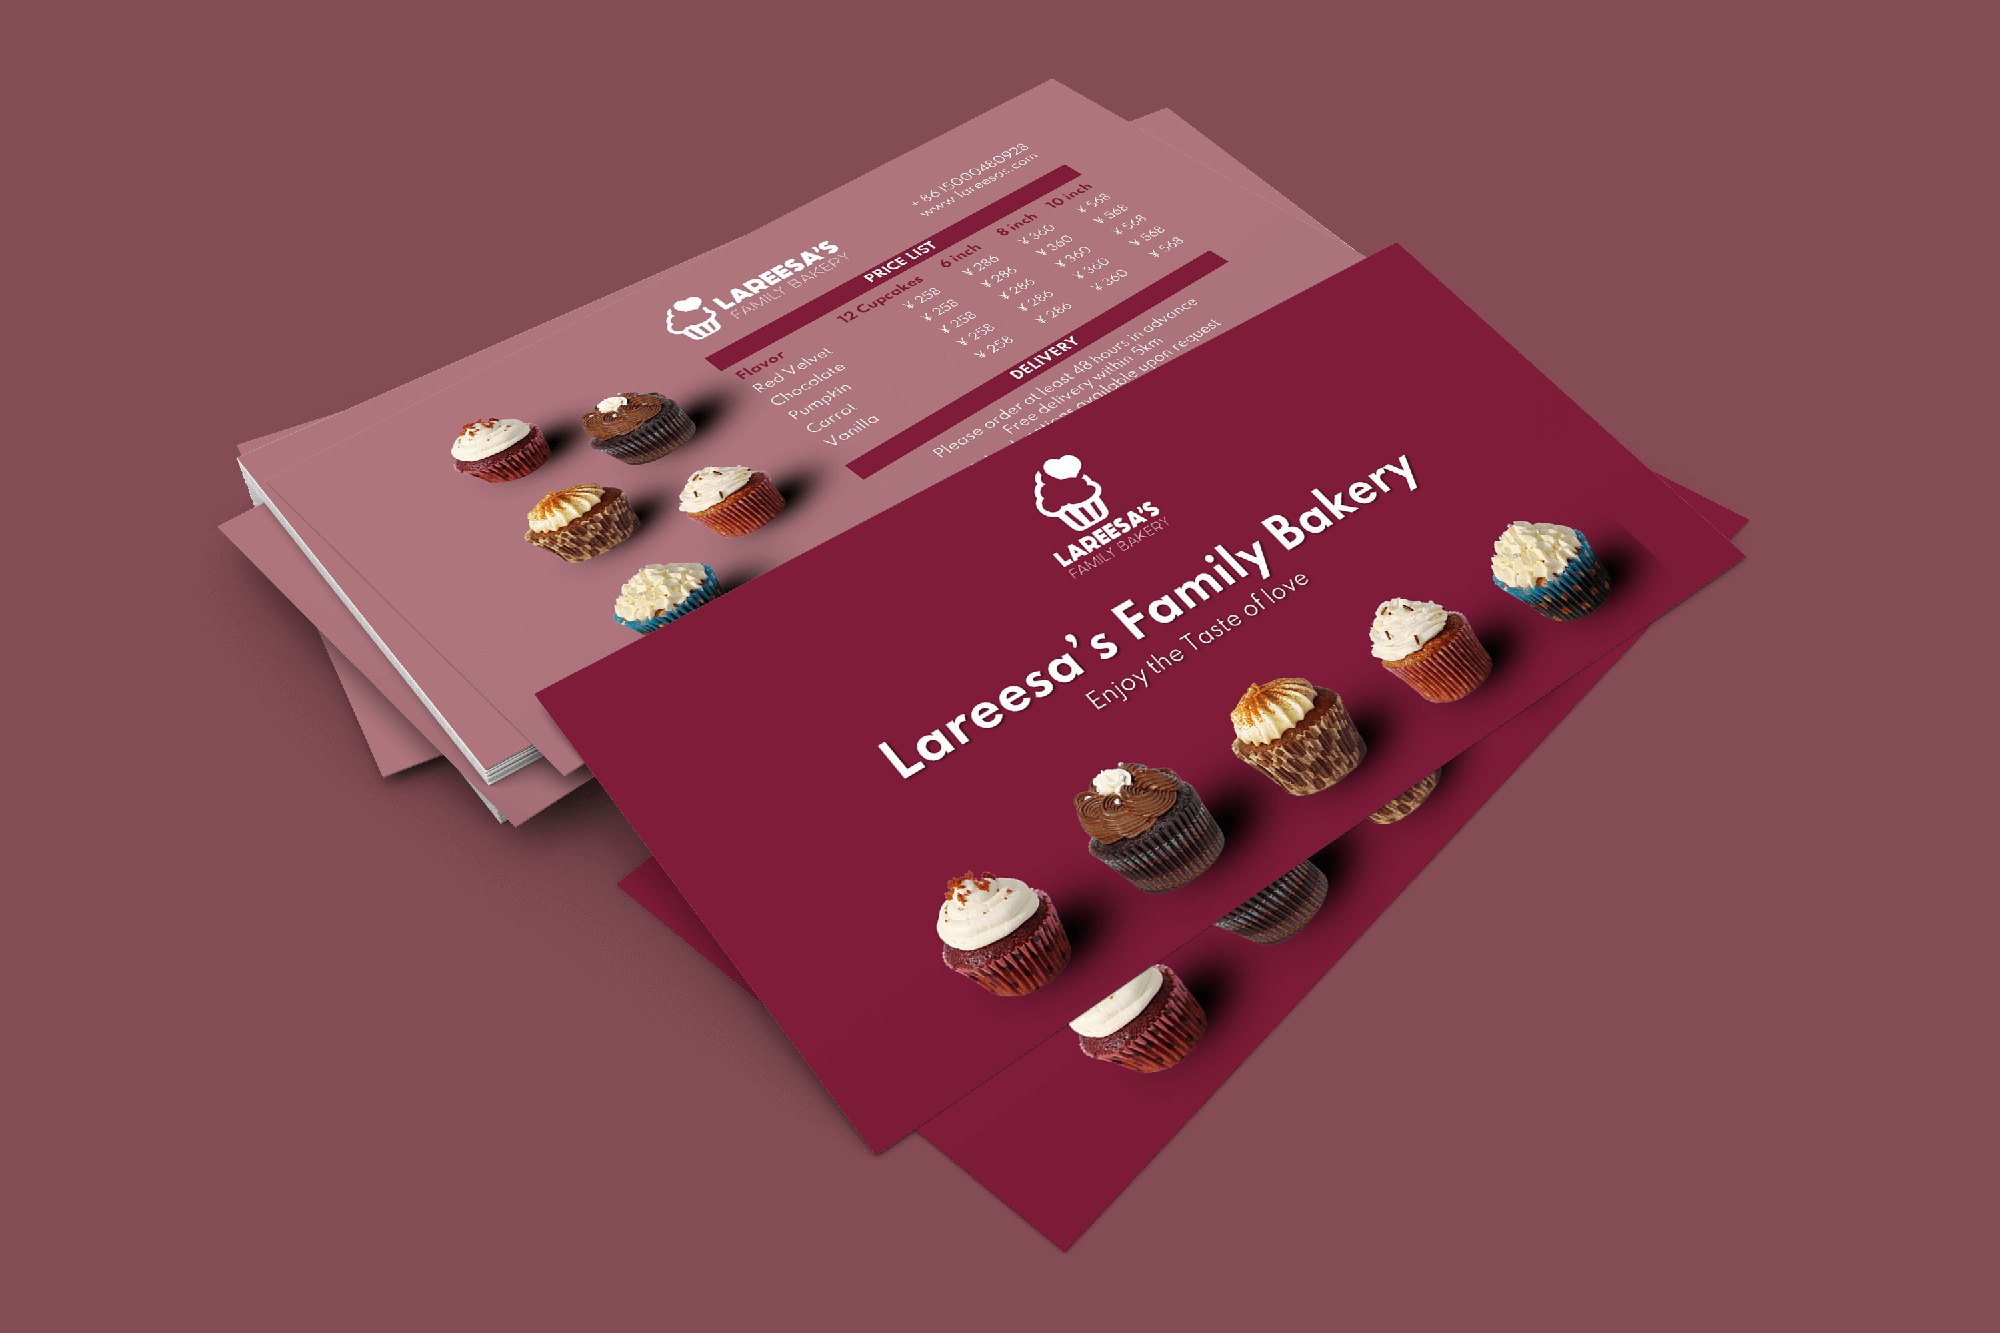 + 86 15000480928
www.lareesas.com
LAREESA'S
FAMILY BAKERY
PRICE LIST
Flavor 12 Cupcakes 6 inch 8 inch 10 inch
Red Velvet ¥ 258 ¥ 286 ¥ 360 ¥ 568
Chocolate ¥ 258 ¥ 286 ¥ 360 ¥ 568
Pumpkin ¥ 258 ¥ 286 ¥ 360 ¥ 568
Carrot ¥ 258 ¥ 286 ¥ 360 ¥ 568
Vanilla ¥ 258 ¥ 286 ¥ 360 ¥ 568
DELIVERY
Please order at least 48 hours in advance
Free delivery within 5km
available upon request
LAREESA'S
FAMILY BAKERY
Lareesa's Family Bakery
Enjoy the Taste of love